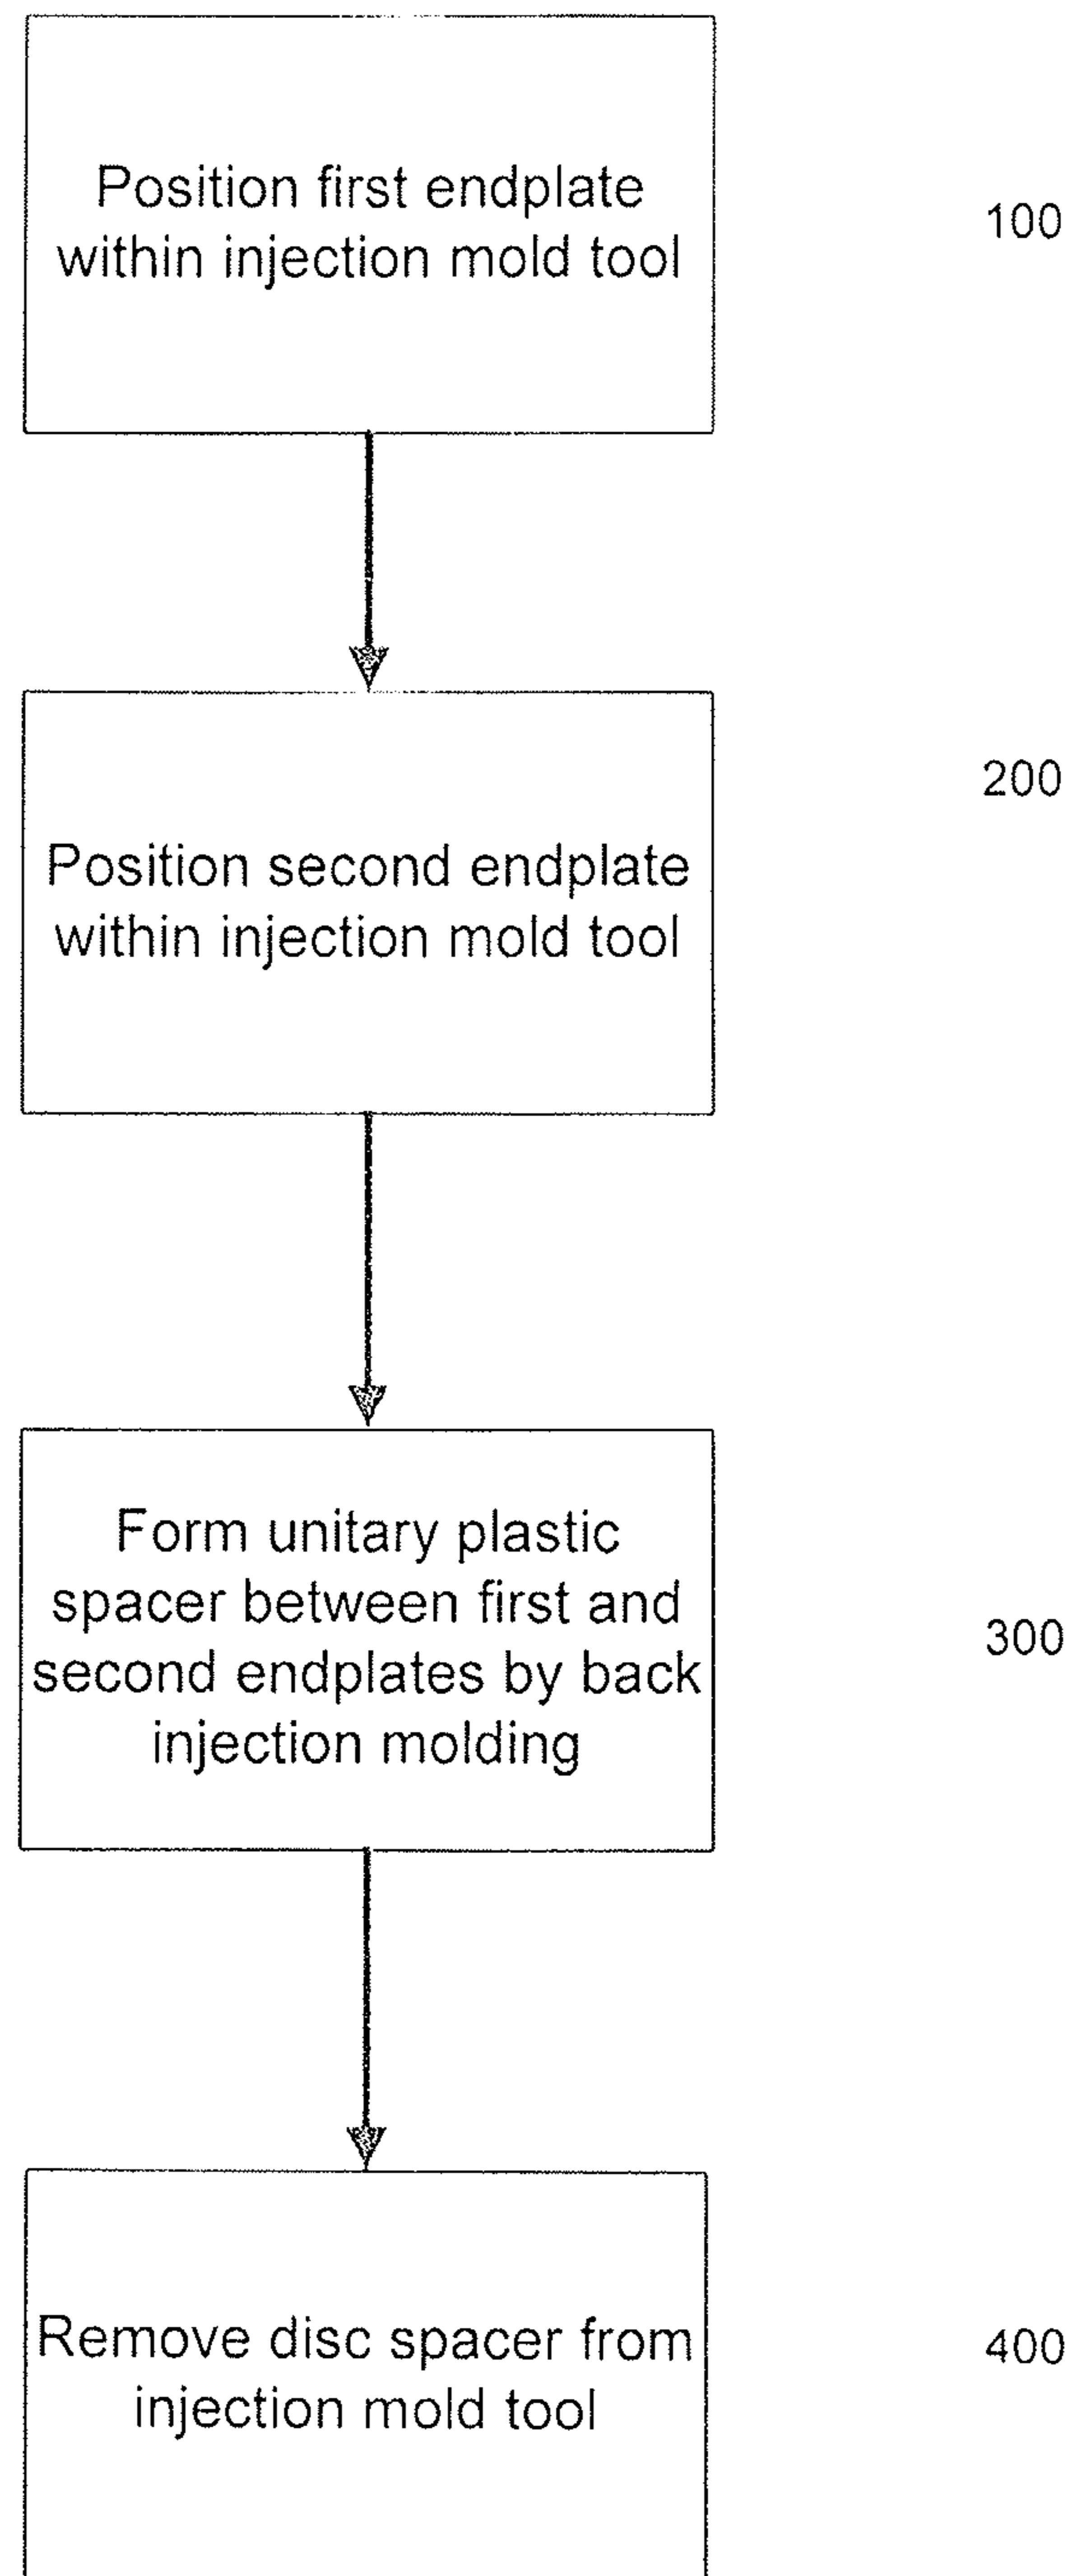 Position first endplate
within injection mold tool
100
Position second endplate
within injection mold tool
200
Form unitary plastic
spacer between first and
second endplates by back
injection molding
300
Remove disc spacer from
injection mold tool
400